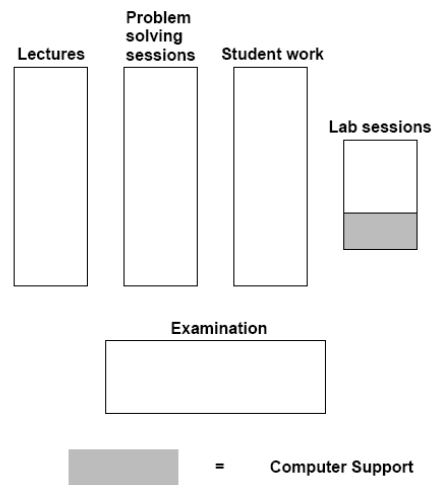 Lectures
Problem
solving
sessions
Student work
Lab sessions
Examination
= Computer Support